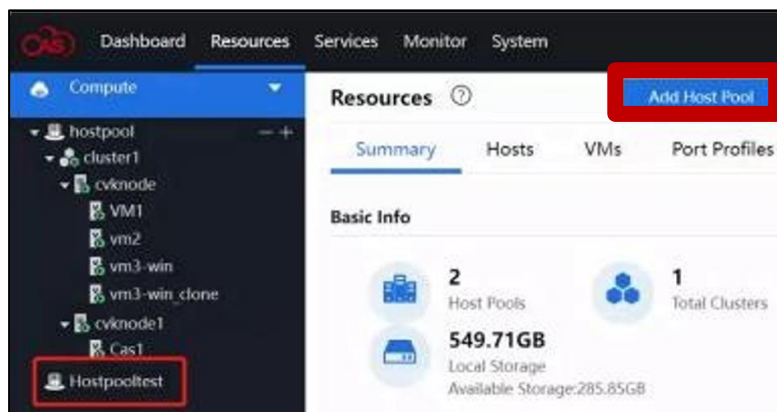 CAS
Dashboard Resources Services Monitor System
Compute
Resources ?
Add Host Pool
hostpool
cluster1
cvknode
VM1
vm2
vm3-win
vm3-win_clone
cvknode1
Cas1
Hostpooltest
Summary Hosts VMs Port Profiles
Basic Info
2
Host Pools
1
Total Clusters
549.71GB
Local Storage
Available Storage:285.85GB